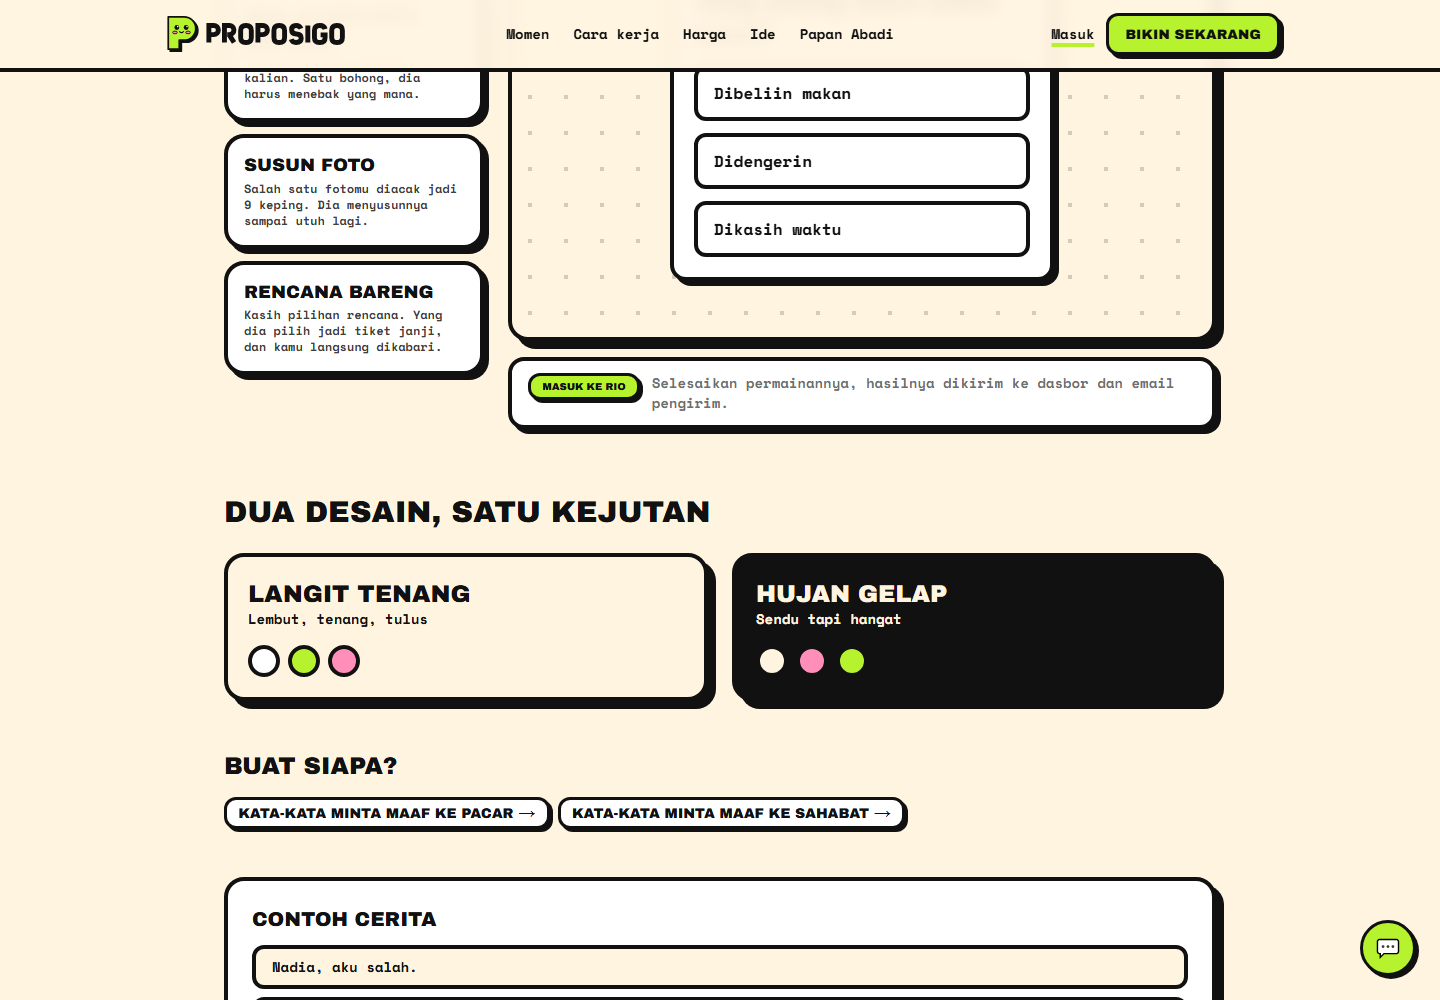 PROPOSIGO
Momen
Cara kerja
Harga
Ide
Papan Abadi
Masuk
BIKIN SEKARANG
kalian. Satu bohong, dia
harus menebak yang mana.
SUSUN FOTO
Salah satu fotomu diacak jadi
9 keping. Dia menyusunnya
sampai utuh lagi.
RENCANA BARENG
Kasih pilihan rencana. Yang
dia pilih jadi tiket janji,
dan kamu langsung dikabari.
Dibeliin makan
Didengerin
Dikasih waktu
MASUK KE RIO
Selesaikan permainannya, hasilnya dikirim ke dasbor dan email
pengirim.
DUA DESAIN, SATU KEJUTAN
LANGIT TENANG
Lembut, tenang, tulus
HUJAN GELAP
Sendu tapi hangat
BUAT SIAPA?
KATA-KATA MINTA MAAF KE PACAR →
KATA-KATA MINTA MAAF KE SAHABAT →
CONTOH CERITA
Nadia, aku salah.